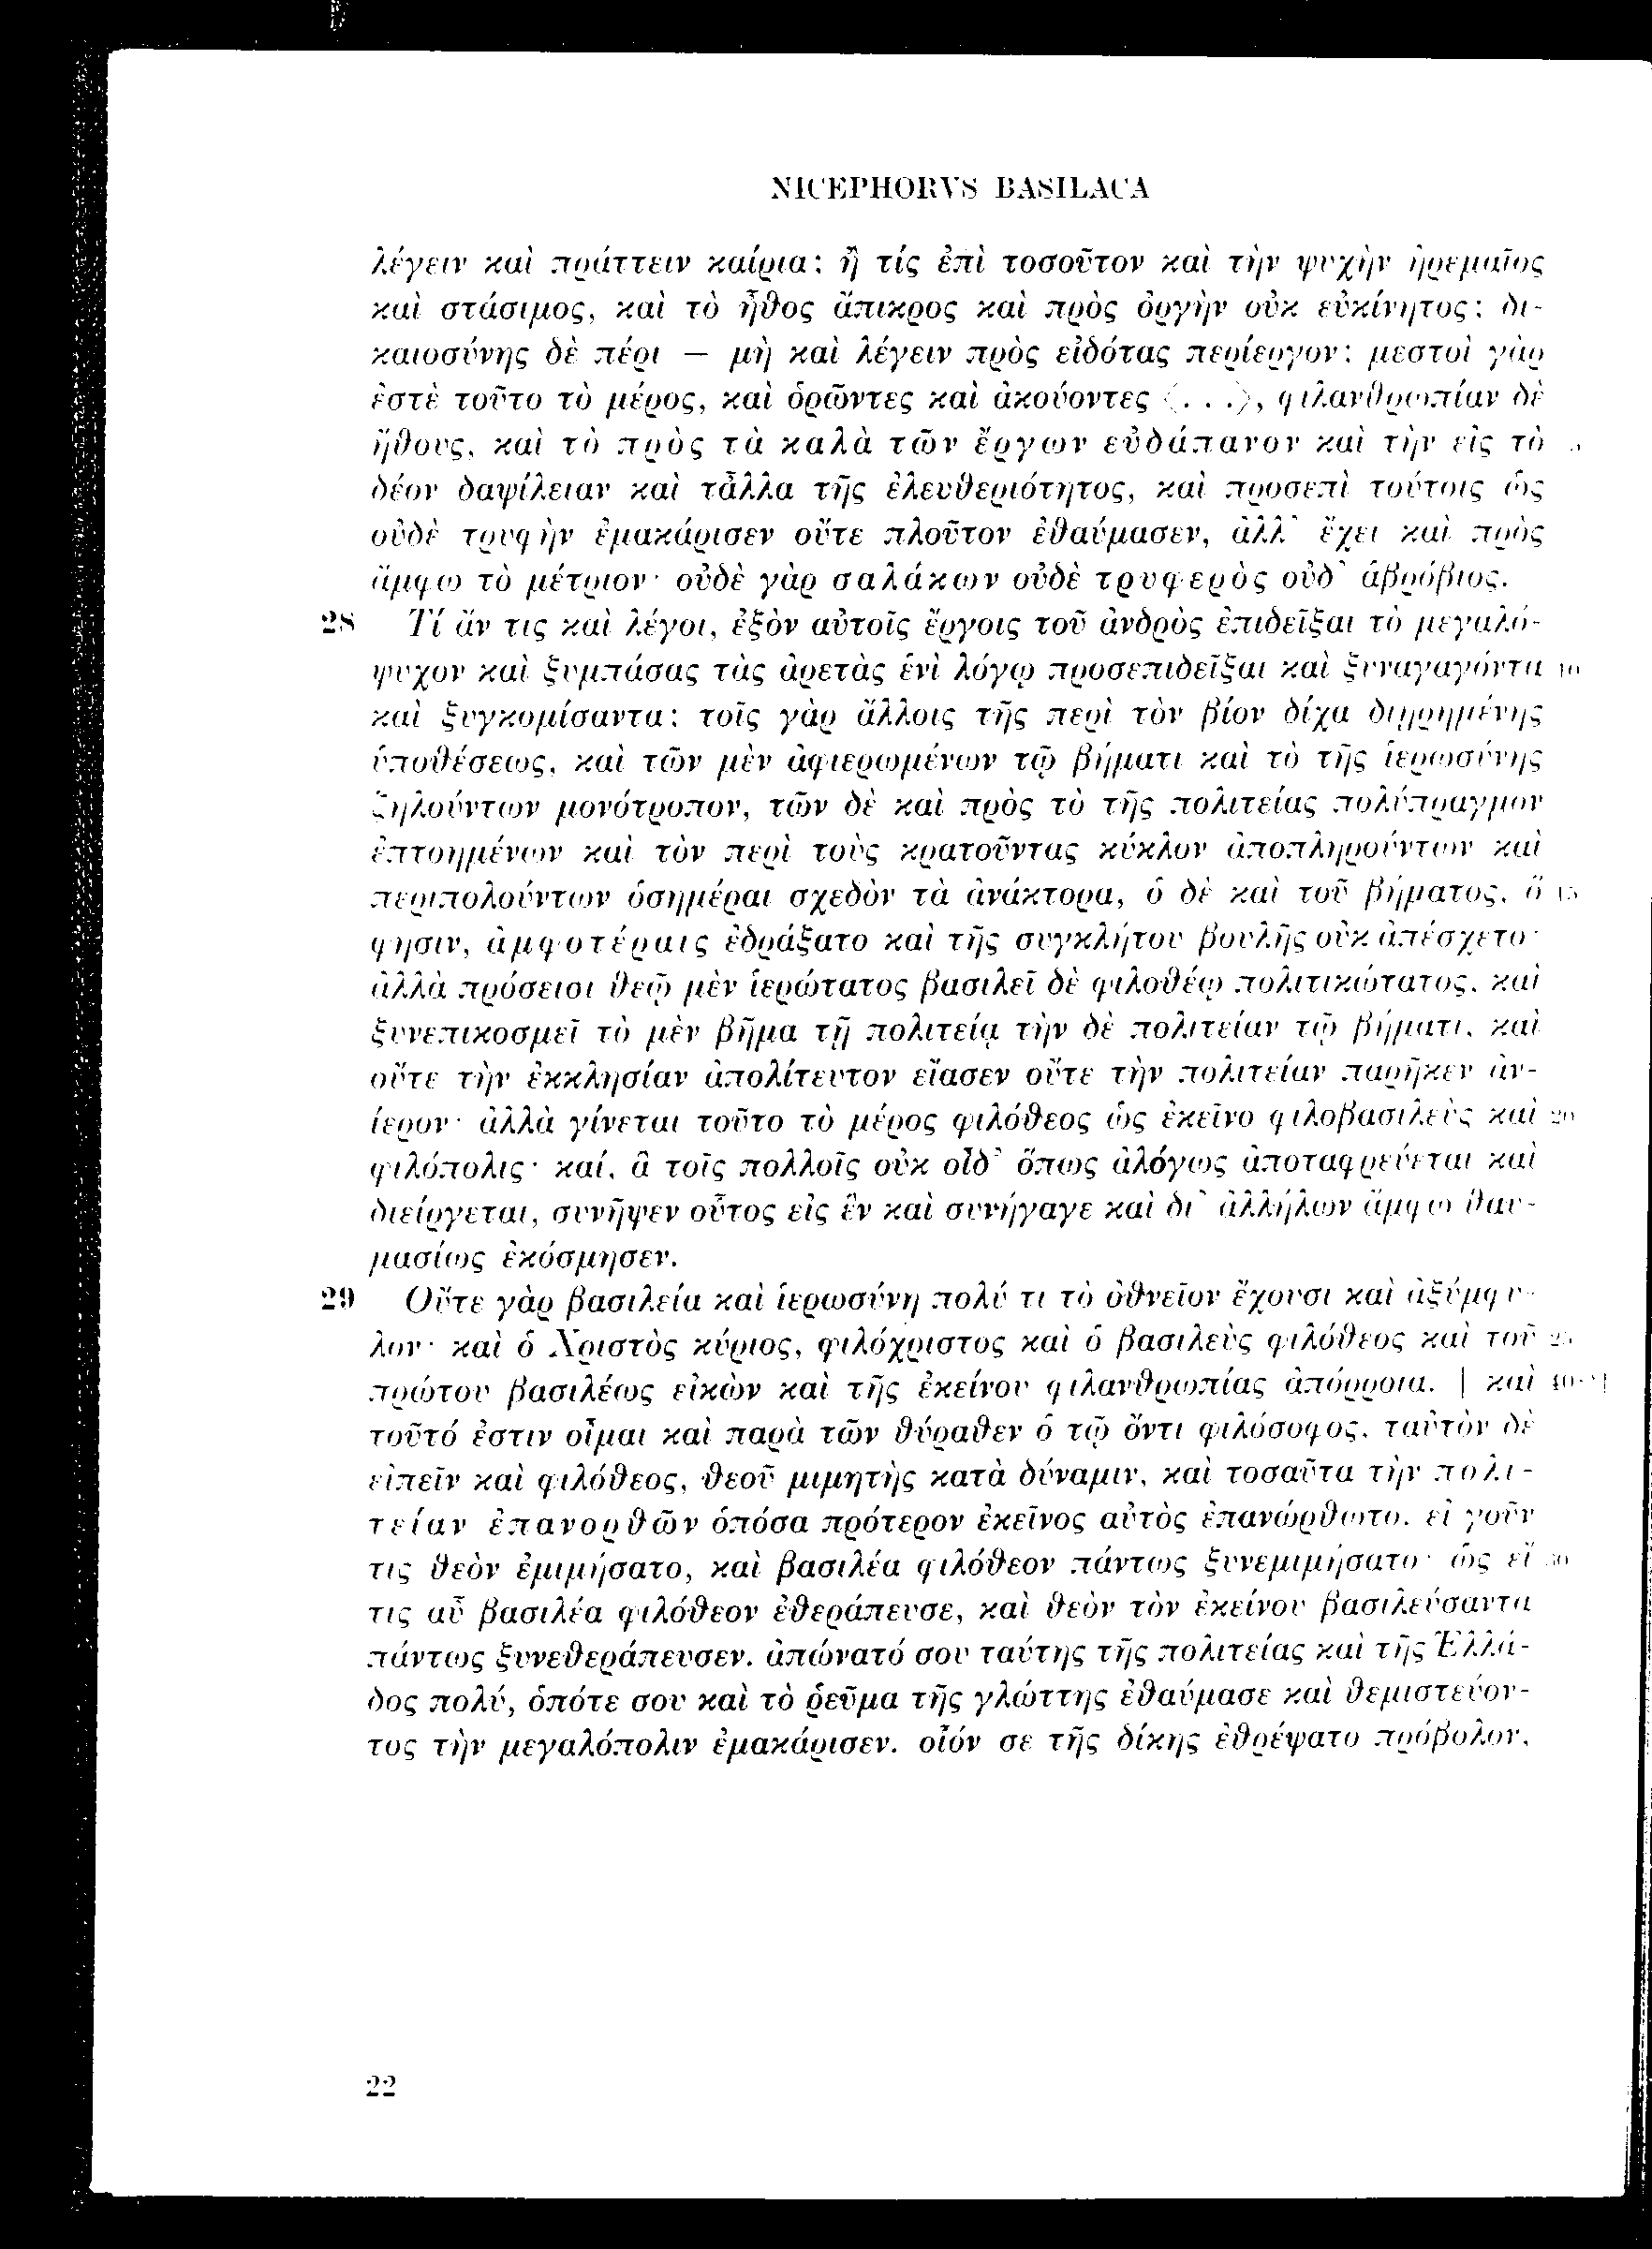 NICEPHORVS BASILACA
λέγειν καὶ πράττειν καίρια; ἢ τίς ἐπὶ τοσοῦτον καὶ τὴν ψυχὴν ἠρεμαῖος
καὶ στάσιμος, καὶ τὸ ἦθος ἄπικρος καὶ πρὸς ὀργὴν οὐκ εὐκίνητος; δι-
καιοσύνης δὲ πέρι — μὴ καὶ λέγειν πρὸς εἰδότας περίεργον; μεστοὶ γάρ
ἐστὲ τοῦτο τὸ μέρος, καὶ ὁρῶντες καὶ ἀκούοντες ⟨. . .⟩, φιλανθρωπίαν δὲ
ἤθους, καὶ τὸ πρὸς τὰ καλὰ τῶν ἔργων εὐδάπανον καὶ τὴν εἰς τὸ
δέον δαψίλειαν καὶ τἆλλα τῆς ἐλευθεριότητος, καὶ προσεπὶ τούτοις ὡς
οὐδὲ τρυφὴν ἐμακάρισεν οὔτε πλοῦτον ἐθαύμασεν, ἀλλ᾽ ἔχει καὶ πρὸς
ἄμφω τὸ μέτριον· οὐδὲ γὰρ σαλάκων οὐδὲ τρυφερὸς οὐδ᾽ ἁβρόβιος.
28 Τί ἄν τις καὶ λέγοι, ἐξὸν αὐτοῖς ἔργοις τοῦ ἀνδρὸς ἐπιδεῖξαι τὸ μεγαλό-
ψυχον καὶ ξυμπάσας τὰς ἀρετὰς ἑνὶ λόγῳ προσεπιδεῖξαι καὶ ξυναγαγόντα 10
καὶ ξυγκομίσαντα; τοῖς γὰρ ἄλλοις τῆς περὶ τὸν βίον δίχα διῃρημένης
ὑποθέσεως, καὶ τῶν μὲν ἀφιερωμένων τῷ βήματι καὶ τὸ τῆς ἱερωσύνης
ζηλούντων μονότροπον, τῶν δὲ καὶ πρὸς τὸ τῆς πολιτείας πολύπραγμον
ἐπτοημένων καὶ τὸν περὶ τοὺς κρατοῦντας κύκλον ἀποπληρούντων καὶ
περιπολούντων ὁσημέραι σχεδὸν τὰ ἀνάκτορα, ὁ δὲ καὶ τοῦ βήματος, ὅ 15
φησιν, ἀμφοτέραις ἐδράξατο καὶ τῆς συγκλήτου βουλῆς οὐκ ἀπέσχετο·
ἀλλὰ πρόσεισι θεῷ μὲν ἱερώτατος βασιλεῖ δὲ φιλοθέῳ πολιτικώτατος, καὶ
ξυνεπικοσμεῖ τὸ μὲν βῆμα τῇ πολιτείᾳ τὴν δὲ πολιτείαν τῷ βήματι, καὶ
οὔτε τὴν ἐκκλησίαν ἀπολίτευτον εἴασεν οὔτε τὴν πολιτείαν παρῆκεν ἀν-
ίερον· ἀλλὰ γίνεται τοῦτο τὸ μέρος φιλόθεος ὡς ἐκεῖνο φιλοβασιλεὺς καὶ 20
φιλόπολις· καί, ἃ τοῖς πολλοῖς οὐκ οἶδ᾽ ὅπως ἀλόγως ἀποταφρεύεται καὶ
διείργεται, συνῆψεν οὗτος εἰς ἓν καὶ συνήγαγε καὶ δι᾽ ἀλλήλων ἄμφω θαυ-
μασίως ἐκόσμησεν.
29 Οὔτε γὰρ βασιλεία καὶ ἱερωσύνη πολύ τι τὸ ὀθνεῖον ἔχουσι καὶ ἀξύμφυ-
λον· καὶ ὁ Χριστὸς κύριος, φιλόχριστος καὶ ὁ βασιλεὺς φιλόθεος καὶ τοῦ 25
πρώτου βασιλέως εἰκὼν καὶ τῆς ἐκείνου φιλανθρωπίας ἀπόρροια. | καὶ
τοῦτό ἐστιν οἶμαι καὶ παρὰ τῶν θύραθεν ὁ τῷ ὄντι φιλόσοφος, ταὐτὸν δὲ
εἰπεῖν καὶ φιλόθεος, θεοῦ μιμητὴς κατὰ δύναμιν, καὶ τοσαῦτα τὴν πολι-
τείαν ἐπανορθῶν ὁπόσα πρότερον ἐκεῖνος αὐτὸς ἐπανώρθωτο. εἰ γοῦν
τις θεὸν ἐμιμήσατο, καὶ βασιλέα φιλόθεον πάντως ξυνεμιμήσατο· ὡς εἴ 30
τις αὖ βασιλέα φιλόθεον ἐθεράπευσε, καὶ θεὸν τὸν ἐκείνου βασιλεύσαντα
πάντως ξυνεθεράπευσεν. ἀπώνατό σου ταύτης τῆς πολιτείας καὶ τῆς Ἑλλά-
δος πολύ, ὁπότε σου καὶ τὸ ῥεῦμα τῆς γλώττης ἐθαύμασε καὶ θεμιστεύον-
τος τὴν μεγαλόπολιν ἐμακάρισεν. οἷόν σε τῆς δίκης ἐθρέψατο πρόβολον,
22